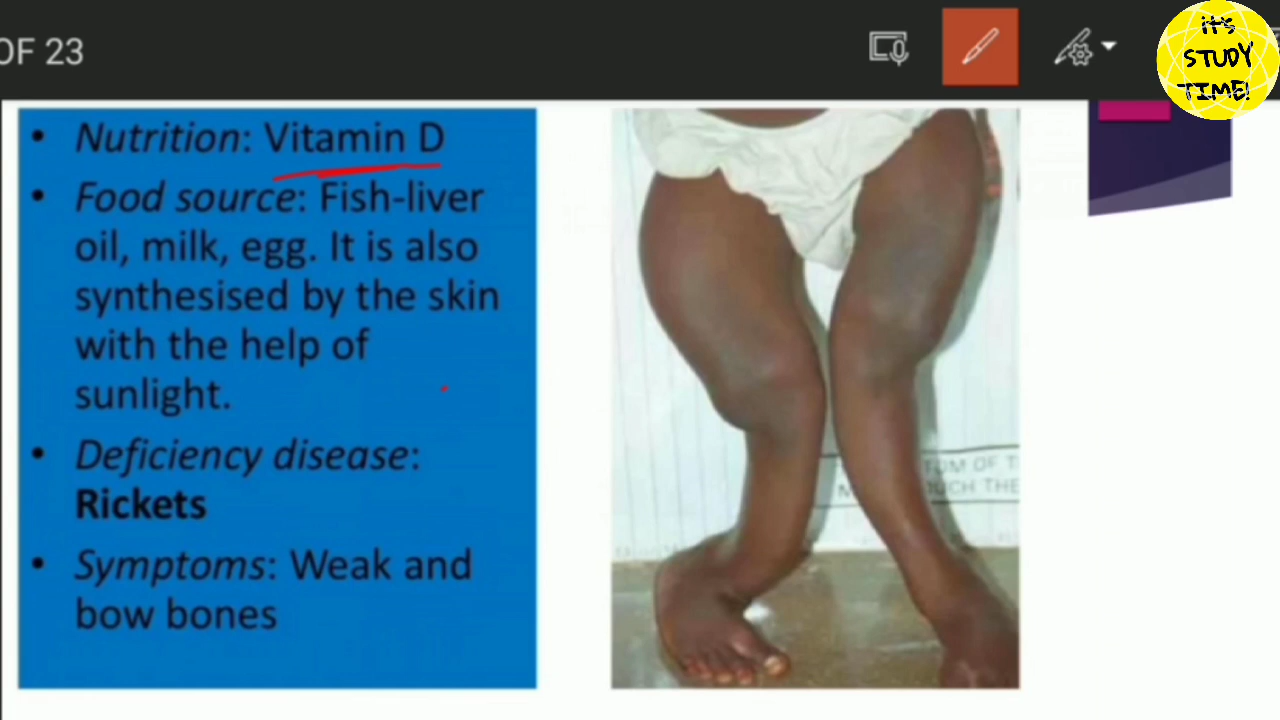 OF 23
it's
STUDY
TIME!
• Nutrition: Vitamin D
• Food source: Fish-liver
oil, milk, egg. It is also
synthesised by the skin
with the help of
sunlight.
• Deficiency disease:
Rickets
• Symptoms: Weak and
bow bones